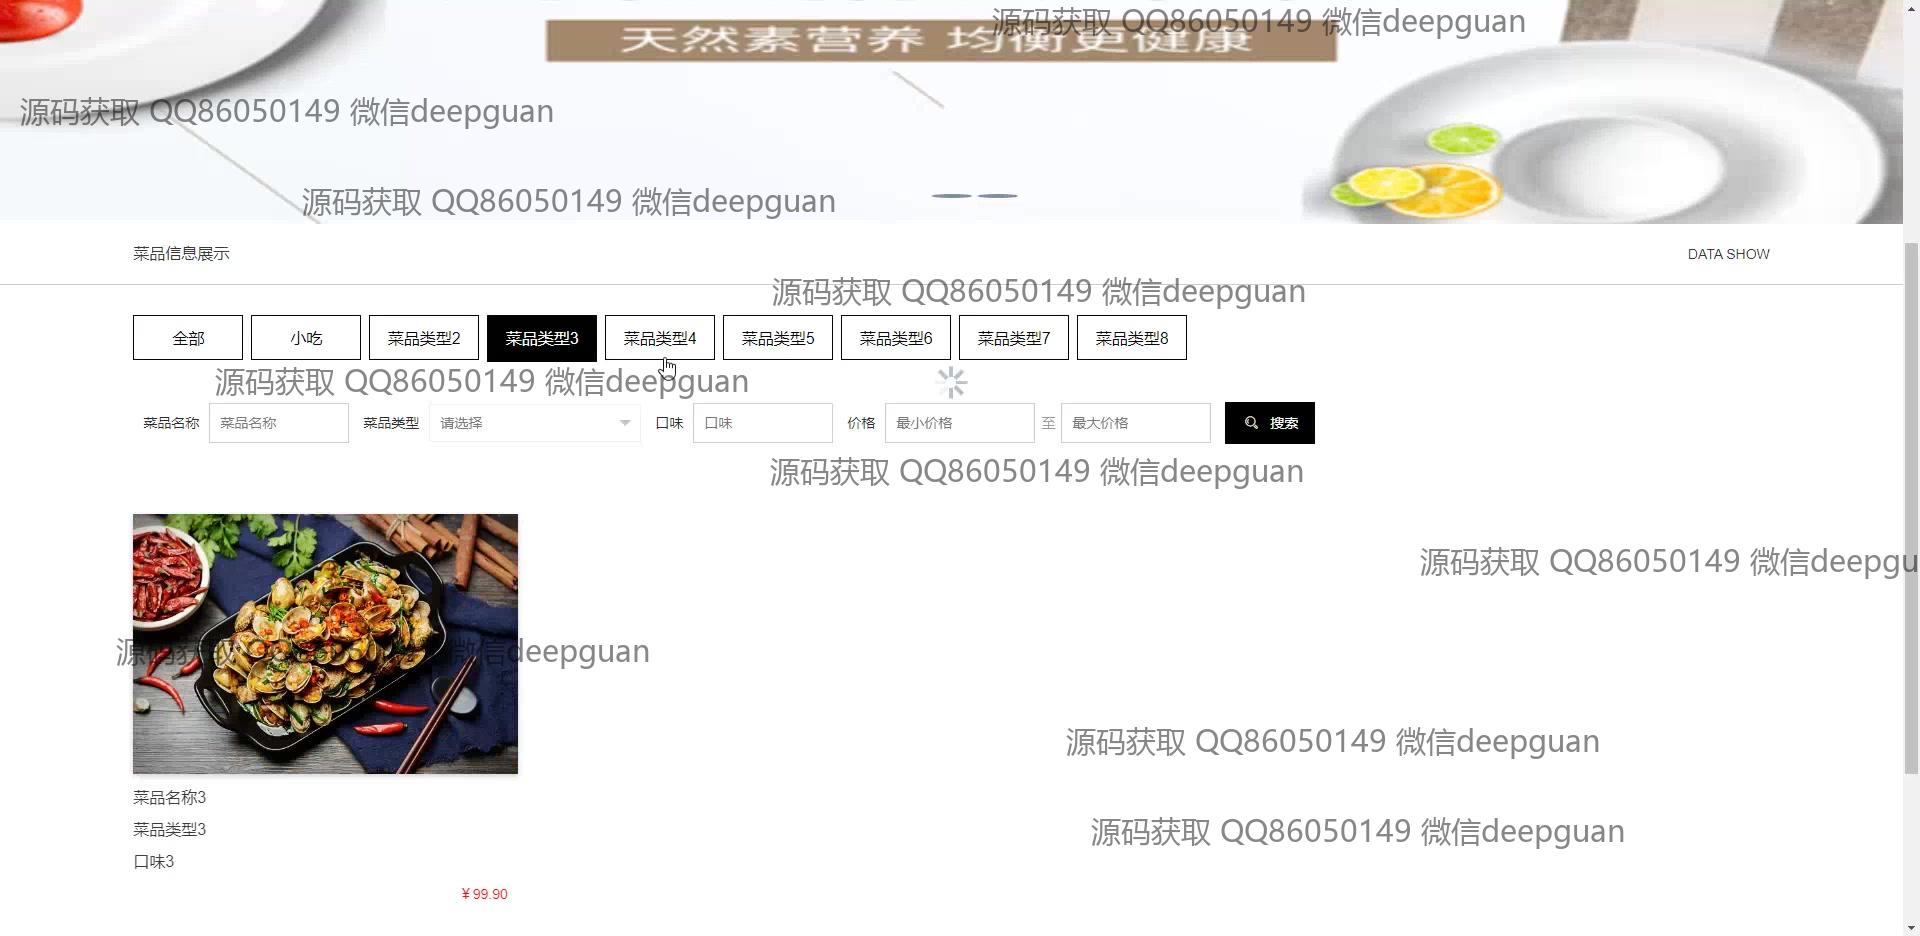 源码获取 QQ86050149 微信deepguan
天然素营养 均衡更健康
源码获取 QQ86050149 微信deepguan
源码获取 QQ86050149 微信deepguan
菜品信息展示
DATA SHOW
源码获取 QQ86050149 微信deepguan
全部
小吃
菜品类型2
菜品类型3
菜品类型4
菜品类型5
菜品类型6
菜品类型7
菜品类型8
源码获取 QQ86050149 微信deepguan
菜品名称 菜品名称 菜品类型 请选择 口味 口味 价格 最小价格 至 最大价格 搜索
源码获取 QQ86050149 微信deepguan
源码获取 QQ86050149 微信deepgu
源码获取 QQ86050149 微信deepguan
源码获取 QQ86050149 微信deepguan
菜品名称3
菜品类型3
源码获取 QQ86050149 微信deepguan
口味3
¥99.90